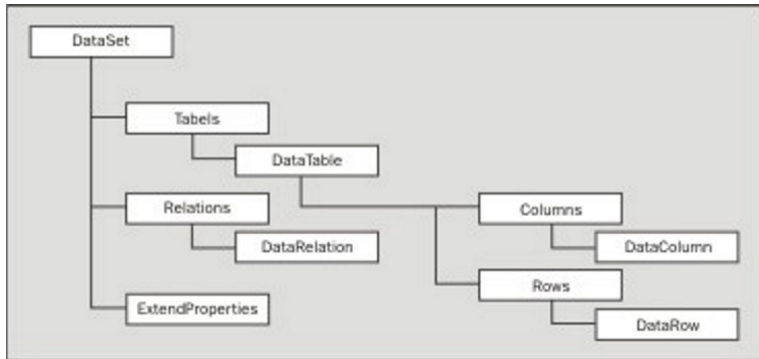 DataSet
Tabels
DataTable
Relations
Columns
DataRelation
DataColumn
Rows
ExtendProperties
DataRow